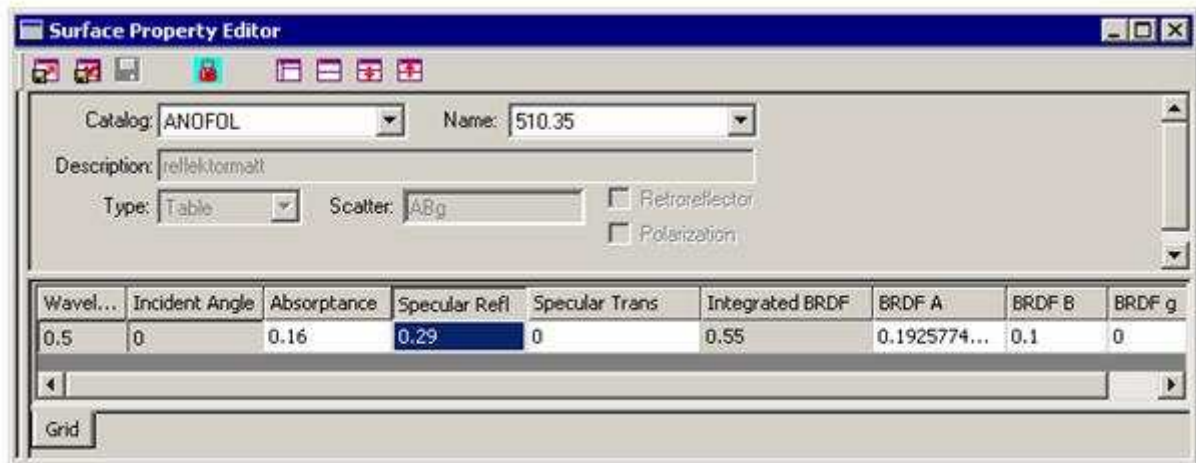 Surface Property Editor
Catalog: ANOFOL Name: 510.35
Description: reflektormatt
Type: Table Scatter: ABg Retroreflector
Polarization
Wavel... Incident Angle Absorptance Specular Refl Specular Trans Integrated BRDF BRDF A BRDF B BRDF g
0.5 0 0.16 0.29 0 0.55 0.1925774... 0.1 0
Grid